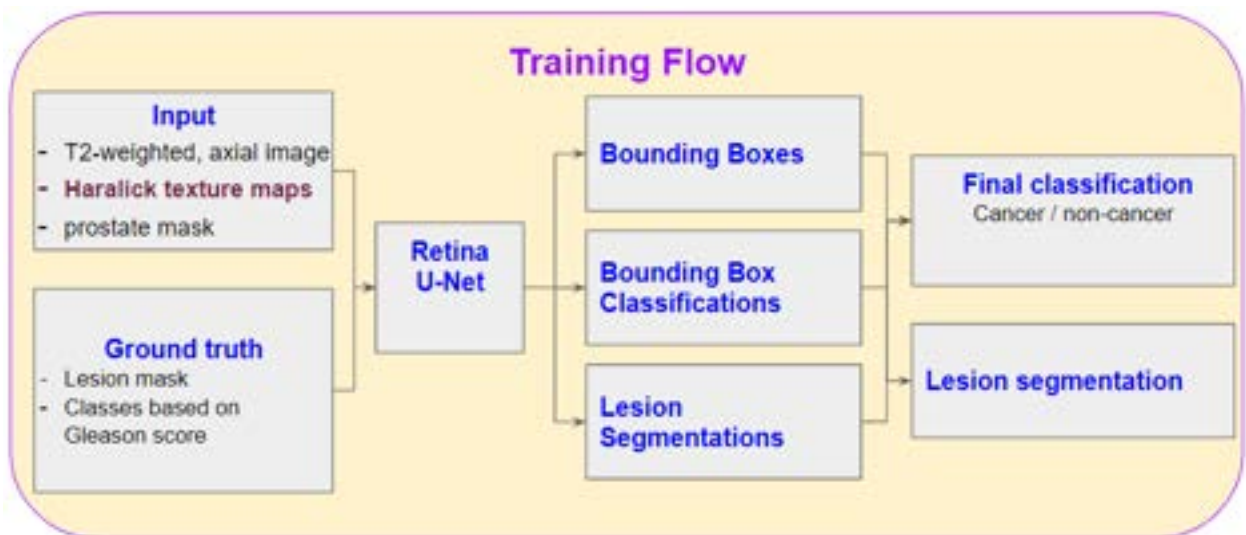 Training Flow
Input
- T2-weighted, axial image
- Haralick texture maps
- prostate mask
Ground truth
- Lesion mask
- Classes based on
Gleason score
Retina
U-Net
Bounding Boxes
Bounding Box
Classifications
Lesion
Segmentations
Final classification
Cancer / non-cancer
Lesion segmentation